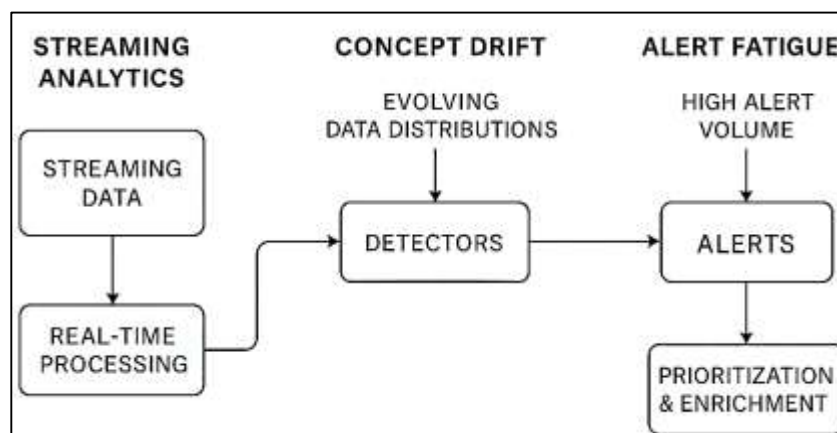 STREAMING
ANALYTICS
STREAMING
DATA
REAL-TIME
PROCESSING
CONCEPT DRIFT
EVOLVING
DATA DISTRIBUTIONS
DETECTORS
ALERT FATIGUE
HIGH ALERT
VOLUME
ALERTS
PRIORITIZATION
& ENRICHMENT